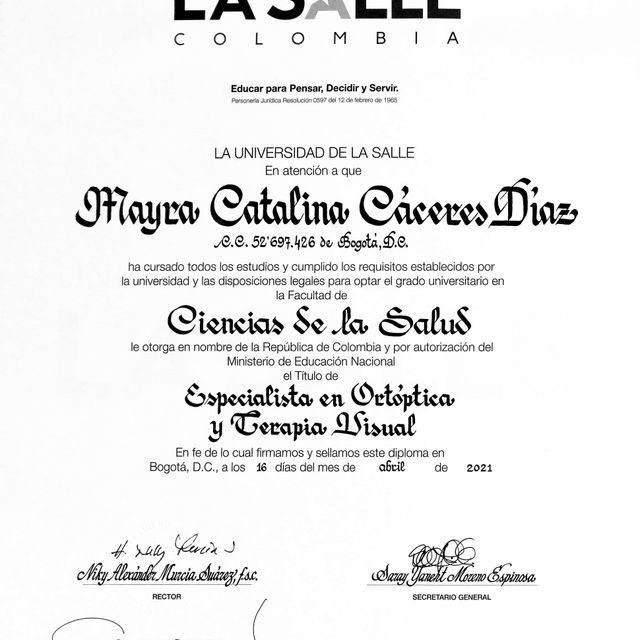 LA SALLE
COLOMBIA
Educar para Pensar, Decidir y Servir.
Personería Jurídica Resolución 0597 del 12 de febrero de 1965
LA UNIVERSIDAD DE LA SALLE
En atención a que
Mayra Catalina Cáceres Díaz
C.C. 52'697.426 de Bogotá, D.C.
ha cursado todos los estudios y cumplido los requisitos establecidos por
la universidad y las disposiciones legales para optar el grado universitario en
la Facultad de
Ciencias de la Salud
le otorga en nombre de la República de Colombia y por autorización del
Ministerio de Educación Nacional
el Título de
Especialista en Ortóptica
y Terapia Visual
En fe de lo cual firmamos y sellamos este diploma en
Bogotá, D.C., a los 16 días del mes de abril de 2021
Niky Alexánder Murcia Suárez, f.s.c.
RECTOR
Saray Yaneth Moreno Espinosa
SECRETARIO GENERAL